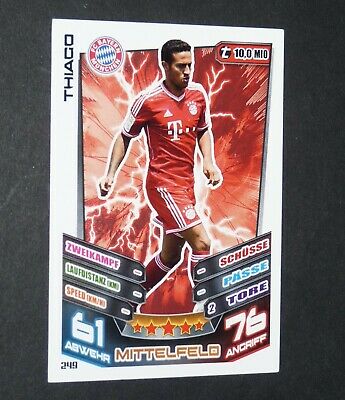 THIAGO
FC BAYERN
MÜNCHEN
10.0 MIO
T
ZWEIKAMPF
LAUFDISTANZ (KM)
SPEED (KM/H)
SCHÜSSE
PÄSSE
TORE
2
61
ABWEHR
MITTELFELD
76
ANGRIFF
249